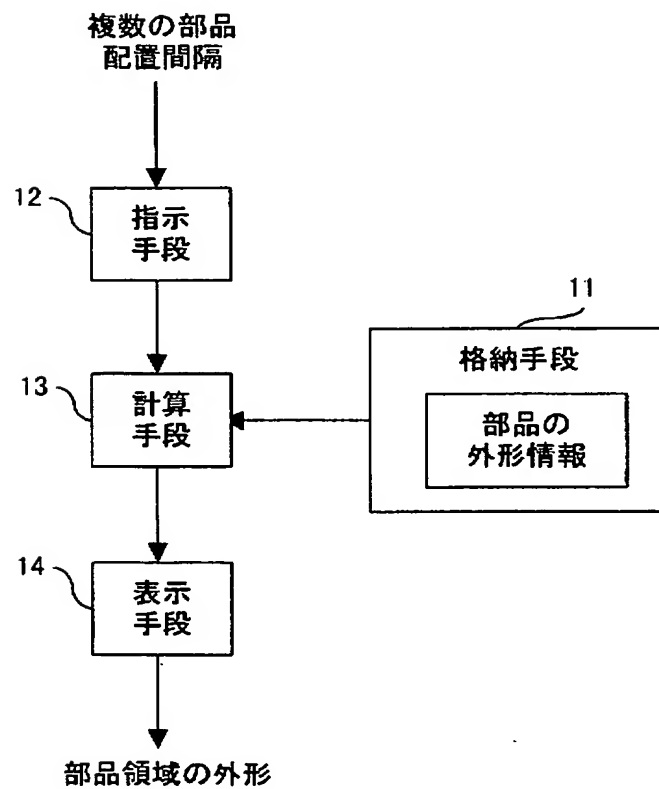 複数の部品
配置間隔
12
指示
手段
11
格納手段
13
計算
手段
部品の
外形情報
14
表示
手段
部品領域の外形